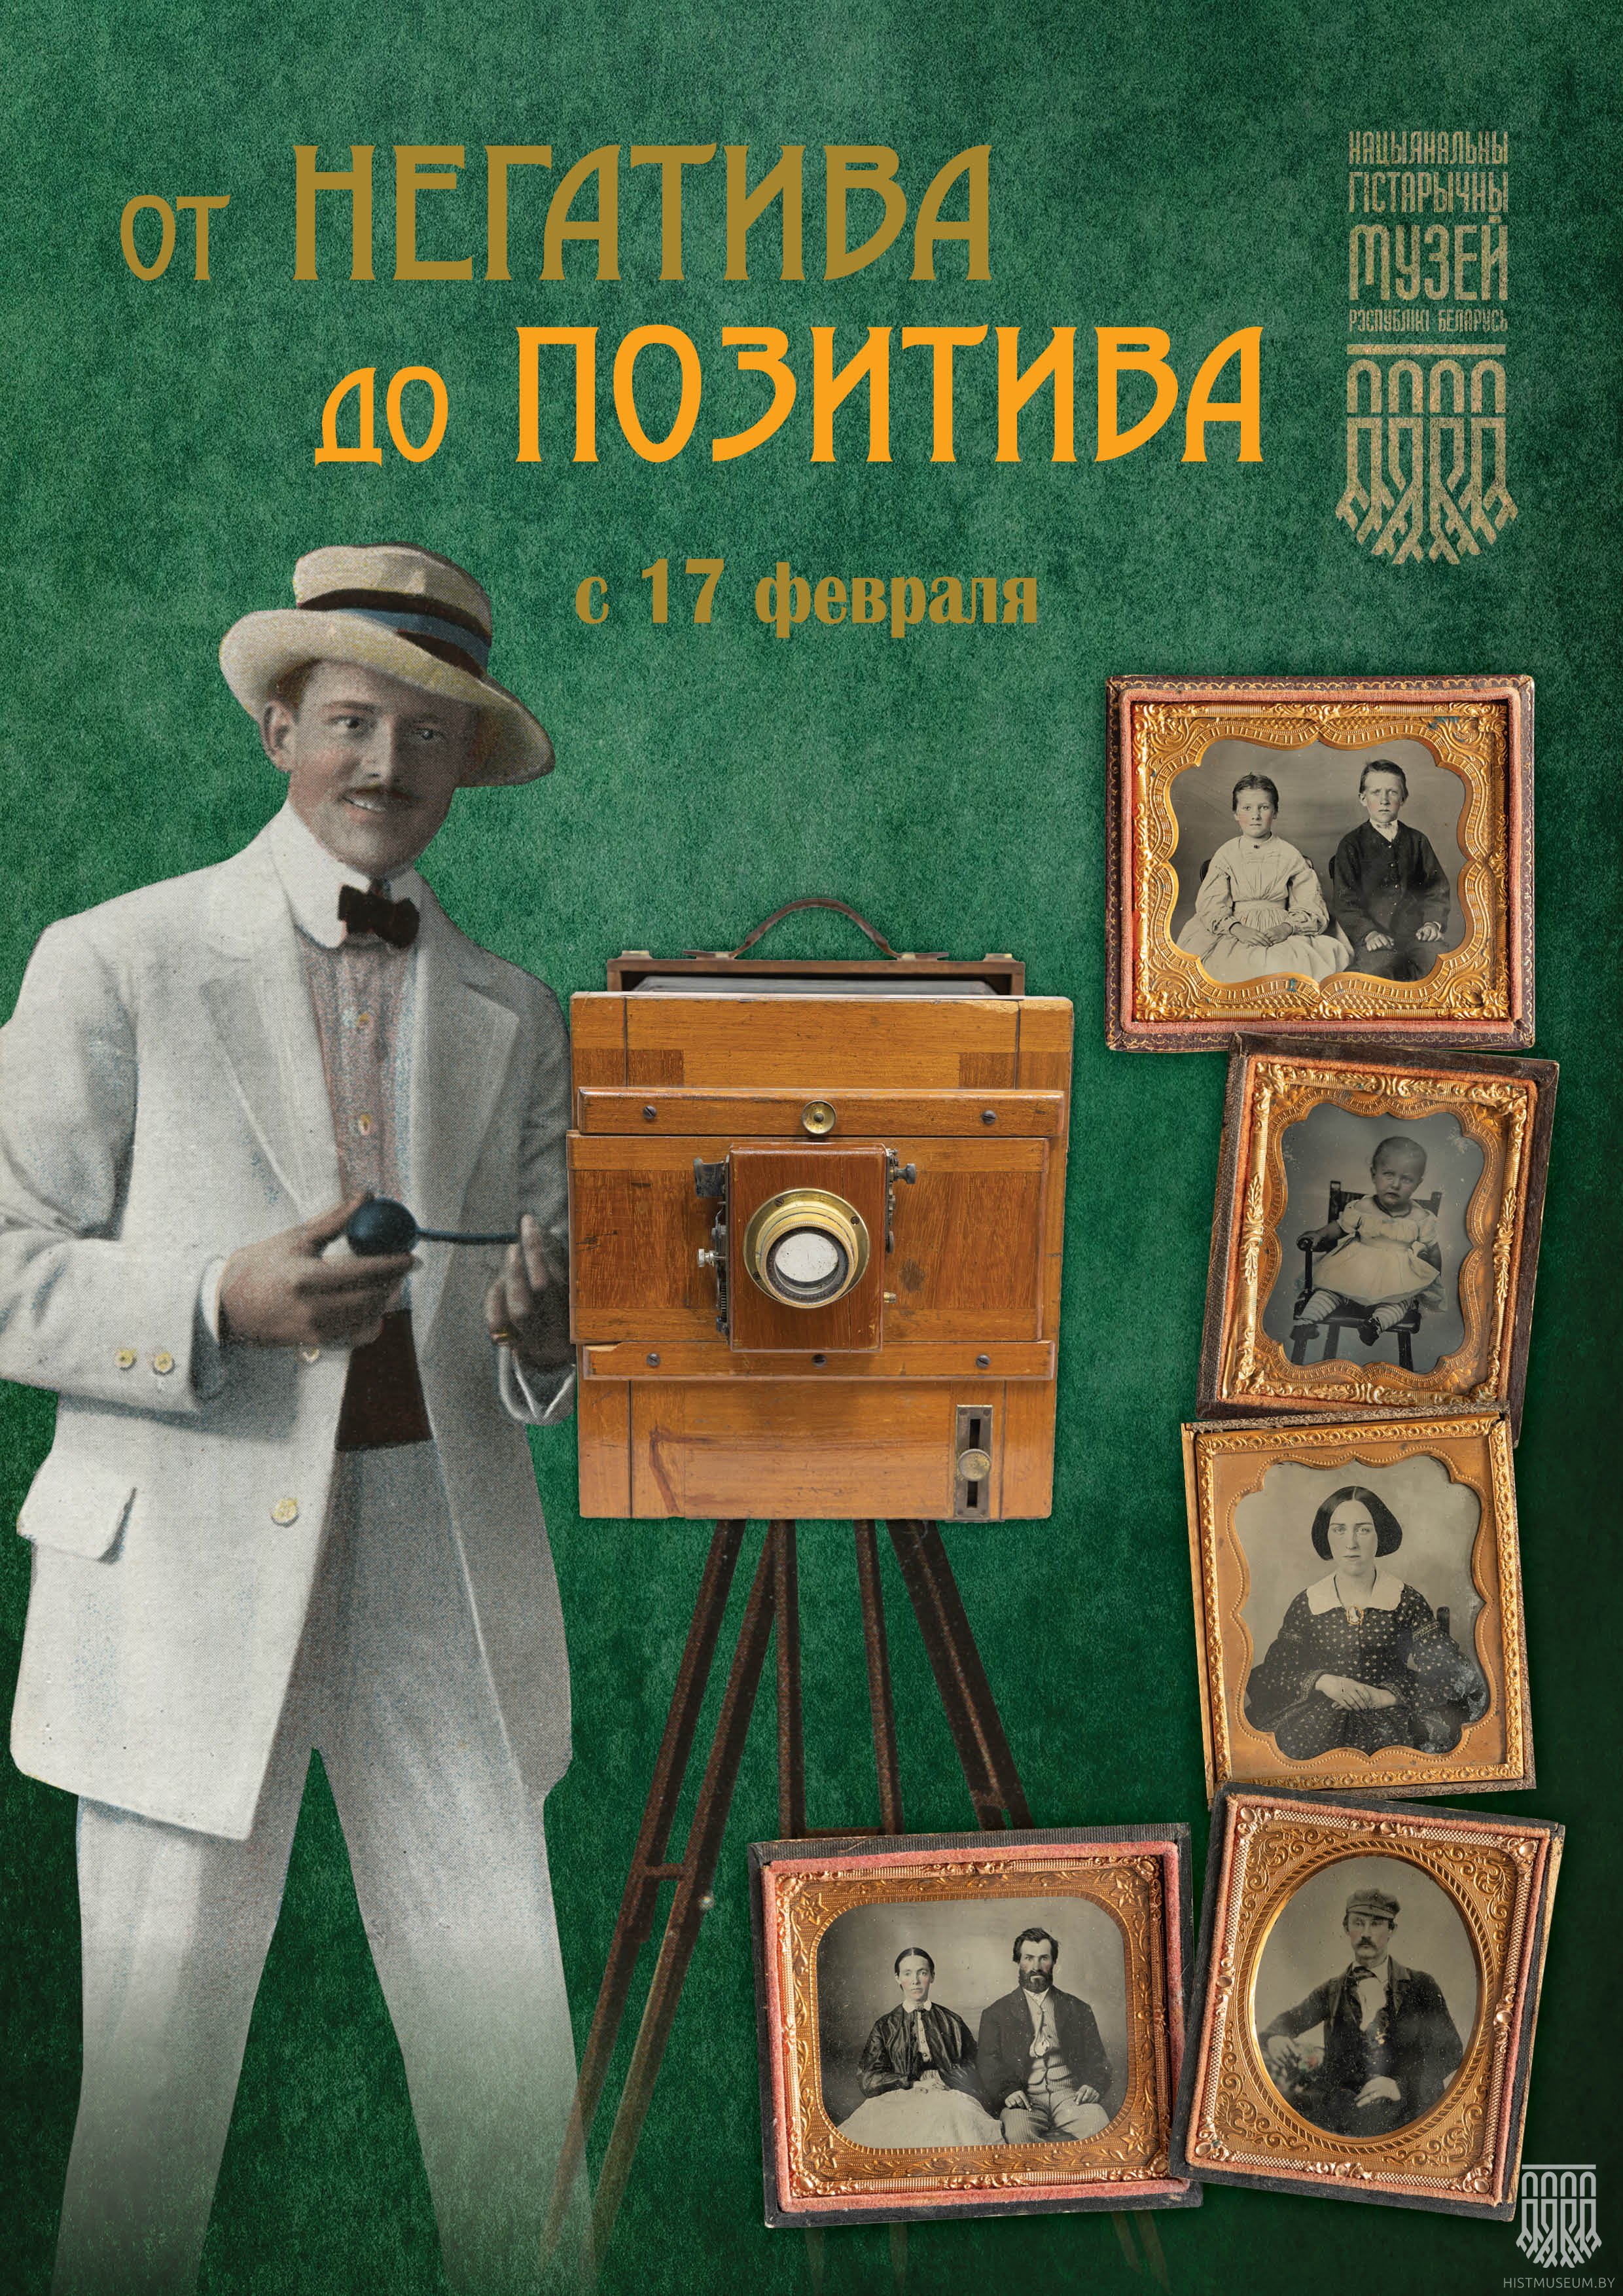 от НЕГАТИВА
до ПОЗИТИВА
с 17 февраля
НАЦЫЯНАЛЬНЫ
ГІСТАРЫЧНЫ
МУЗЕЙ
РЭСПУБЛІКІ БЕЛАРУСЬ
HISTMUSEUM.BY